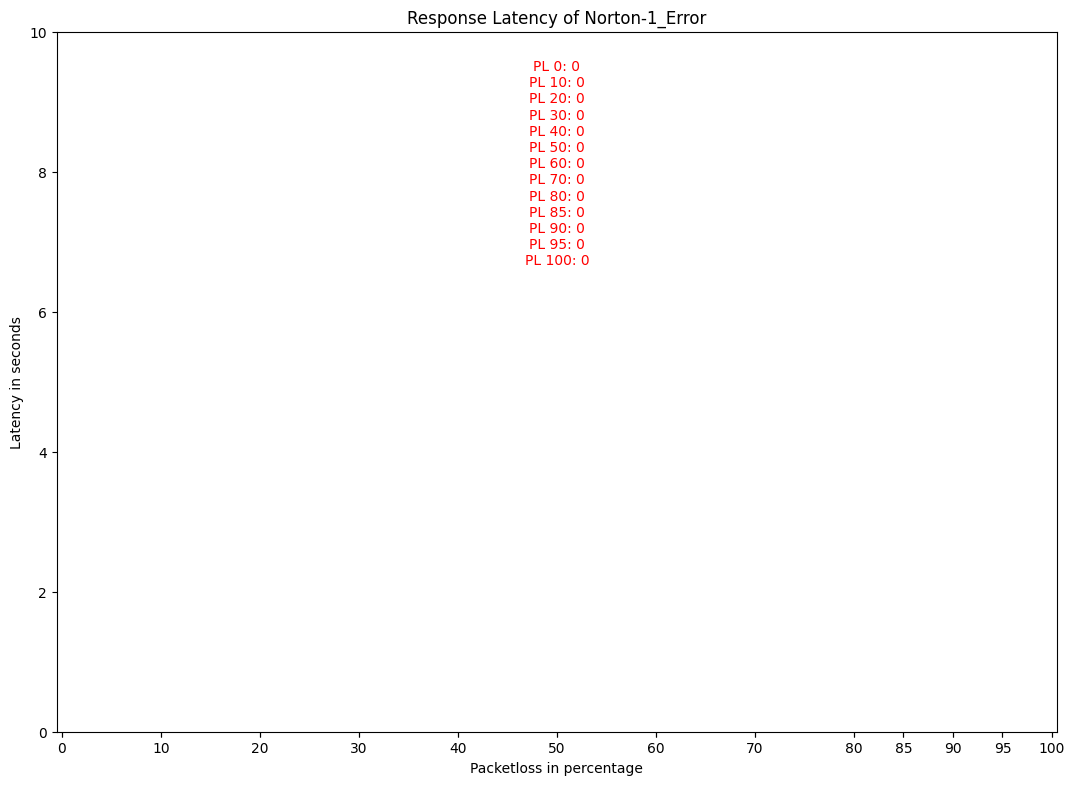 Response Latency of Norton-1_Error
10
PL 0: 0
PL 10: 0
PL 20: 0
PL 30: 0
PL 40: 0
PL 50: 0
PL 60: 0
PL 70: 0
PL 80: 0
PL 85: 0
PL 90: 0
PL 95: 0
PL 100: 0
8
6
4
2
0
Latency in seconds
0 10 20 30 40 50 60 70 80 85 90 95 100
Packetloss in percentage